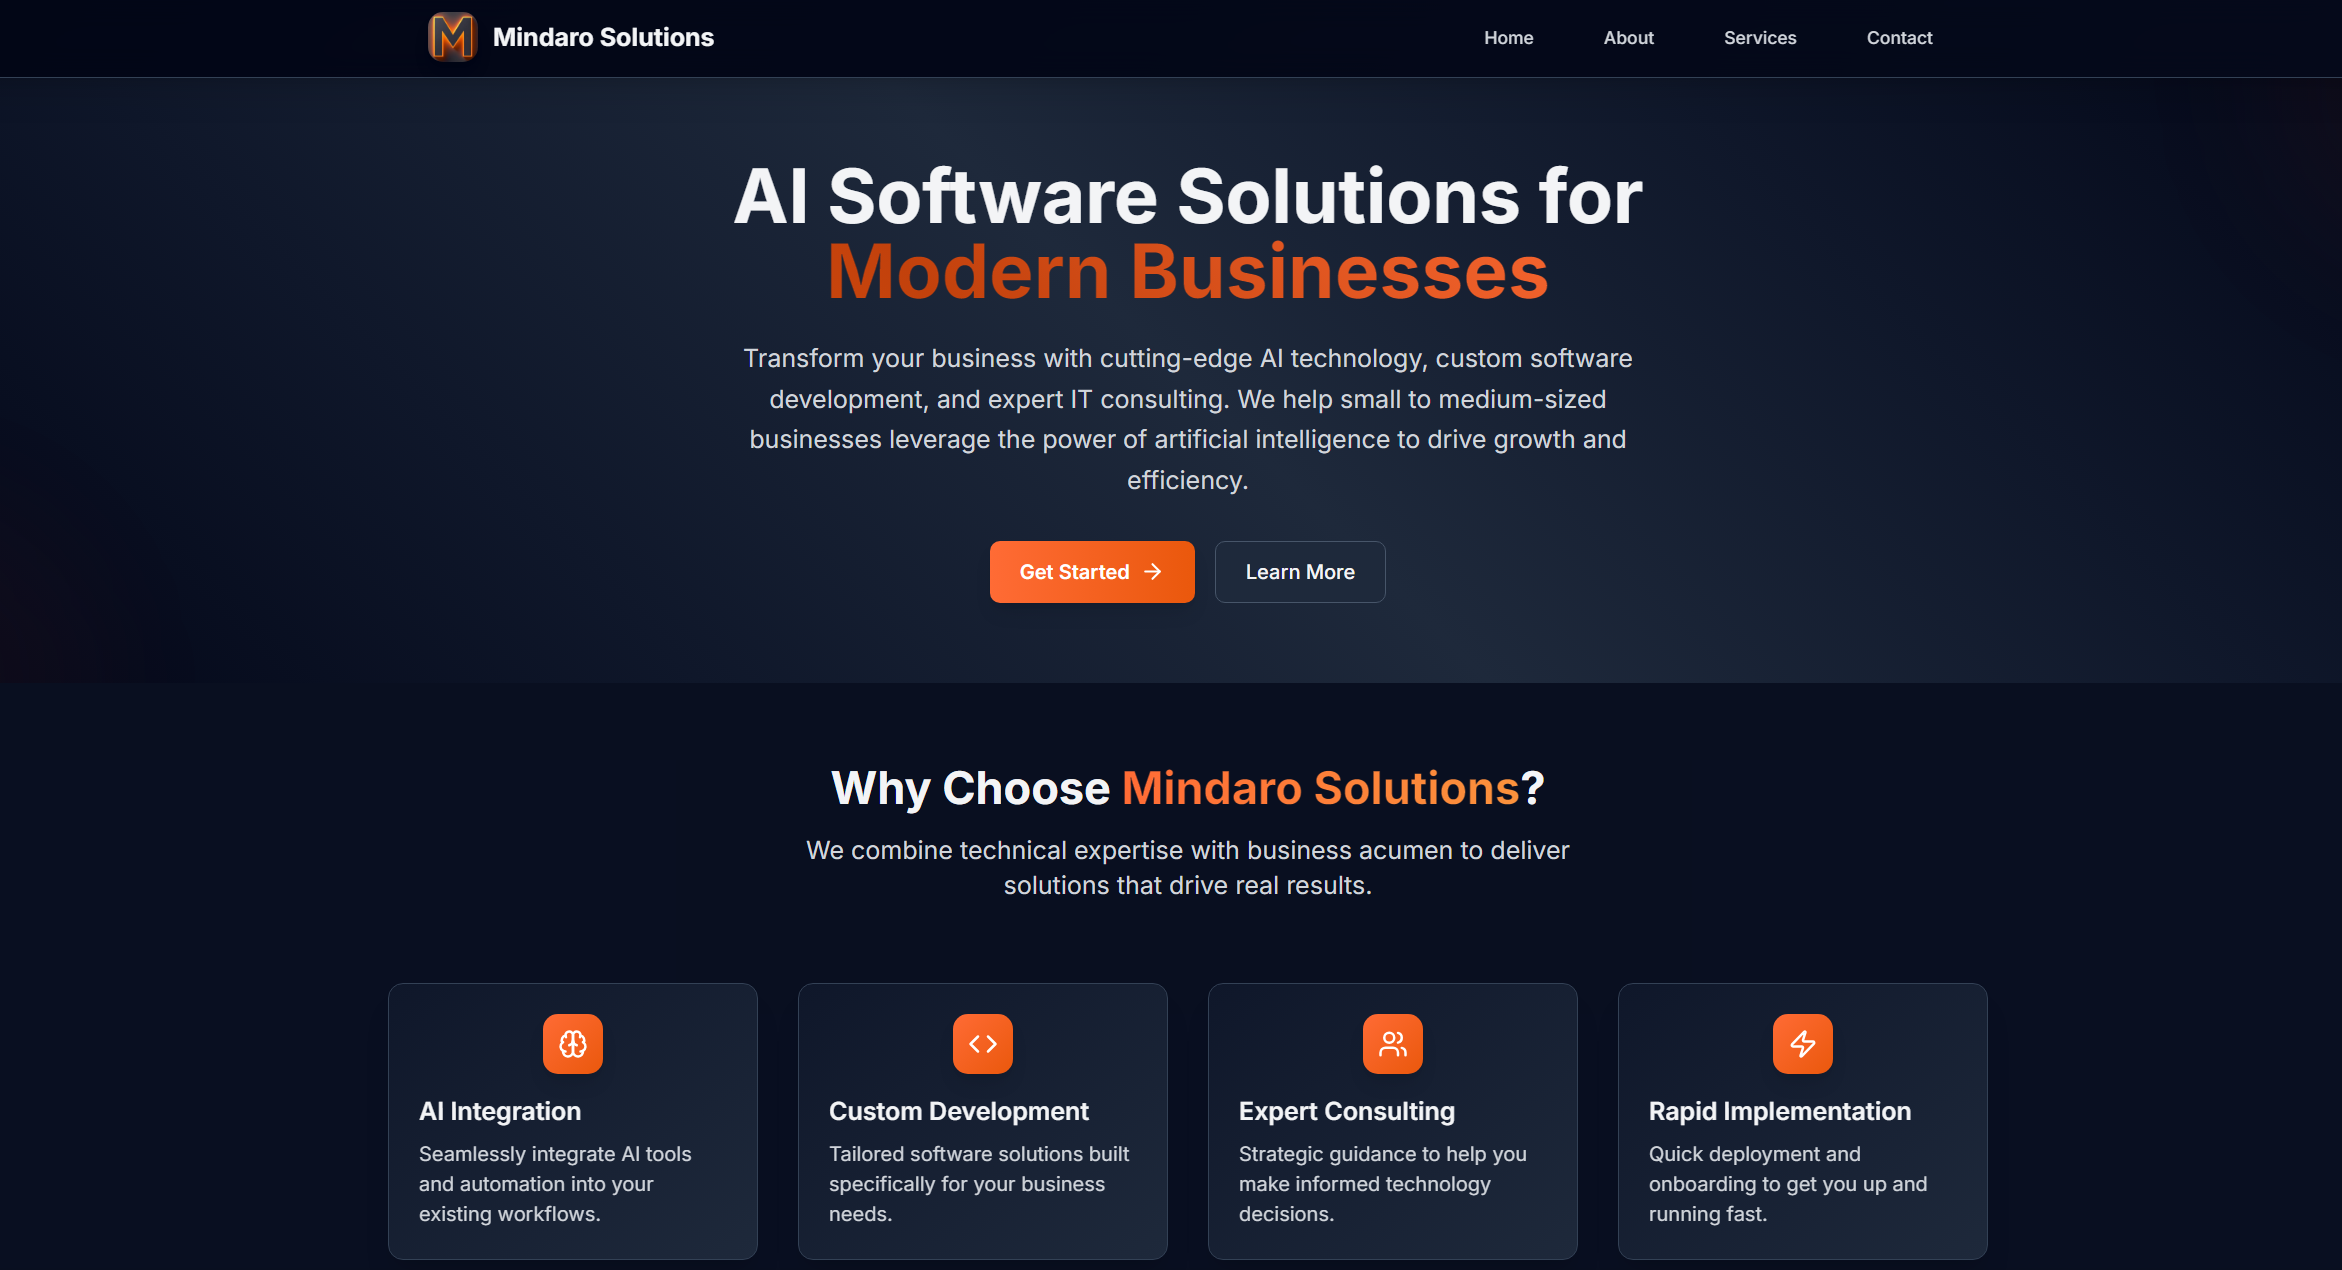 M
Mindaro Solutions
Home
About
Services
Contact
AI Software Solutions for
Modern Businesses
Transform your business with cutting-edge AI technology, custom software
development, and expert IT consulting. We help small to medium-sized
businesses leverage the power of artificial intelligence to drive growth and
efficiency.
Get Started →
Learn More
Why Choose Mindaro Solutions?
We combine technical expertise with business acumen to deliver
solutions that drive real results.
AI Integration
Seamlessly integrate AI tools
and automation into your
existing workflows.
Custom Development
Tailored software solutions built
specifically for your business
needs.
Expert Consulting
Strategic guidance to help you
make informed technology
decisions.
Rapid Implementation
Quick deployment and
onboarding to get you up and
running fast.